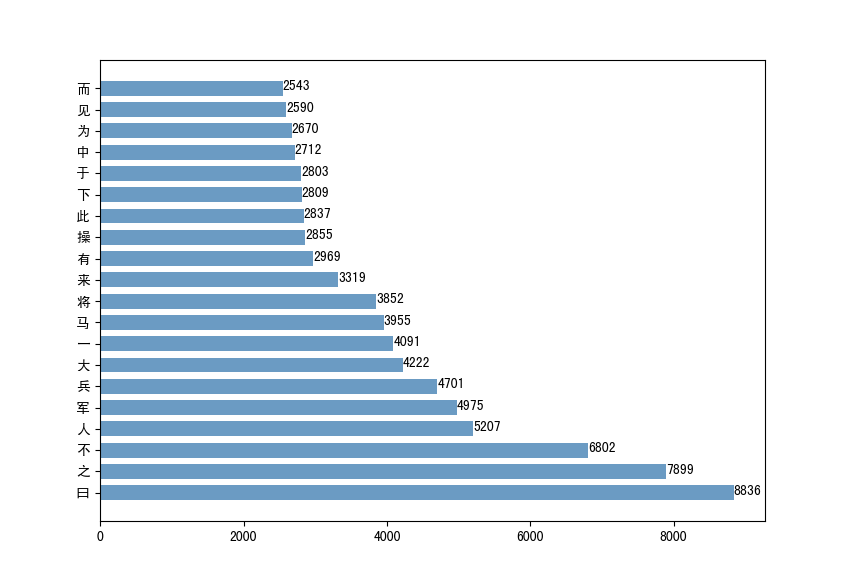 而 2543
见 2590
为 2670
中 2712
于 2803
下 2809
此 2837
操 2855
有 2969
来 3319
将 3852
马 3955
一 4091
大 4222
兵 4701
军 4975
人 5207
不 6802
之 7899
曰 8836
0 2000 4000 6000 8000